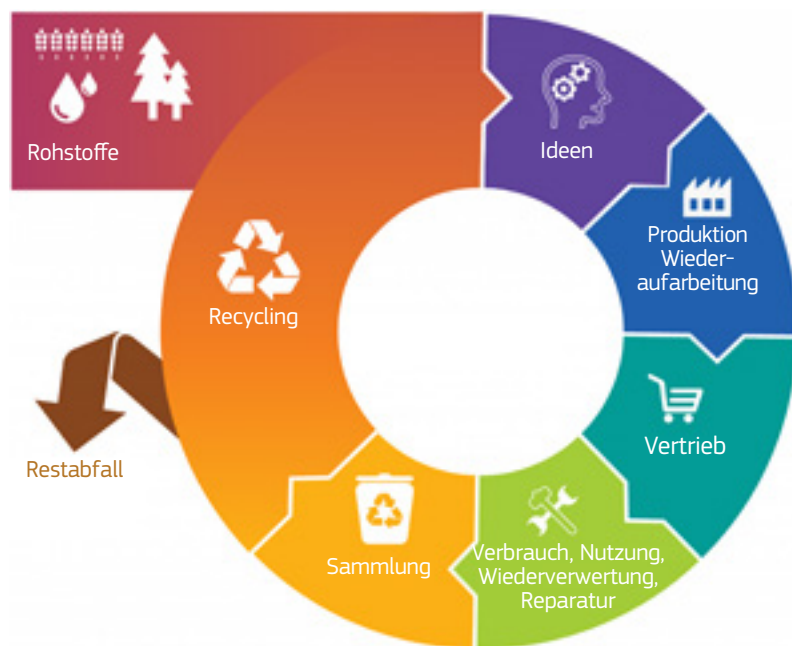 Rohstoffe
Ideen
Produktion
Wieder-
aufarbeitung
Recycling
Vertrieb
Restabfall
Sammlung
Verbrauch, Nutzung,
Wiederverwertung,
Reparatur